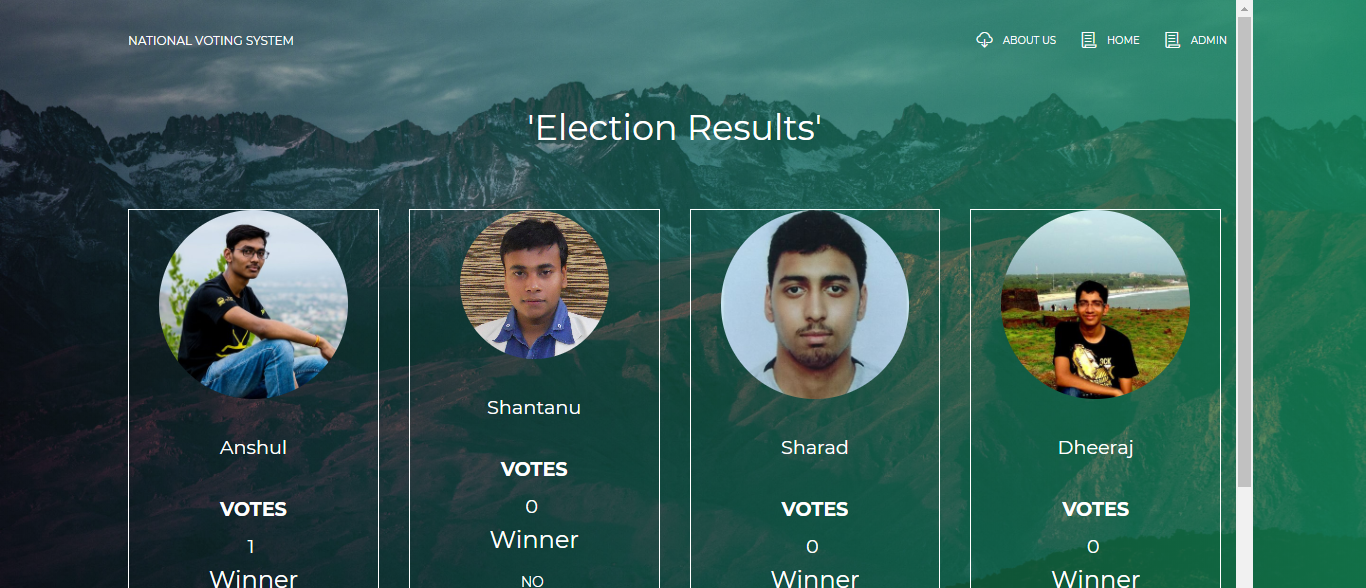 NATIONAL VOTING SYSTEM
ABOUT US
HOME
ADMIN
'Election Results'
Anshul
VOTES
1
Winner
Shantanu
VOTES
0
Winner
NO
Sharad
VOTES
0
Winner
Dheeraj
VOTES
0
Winner